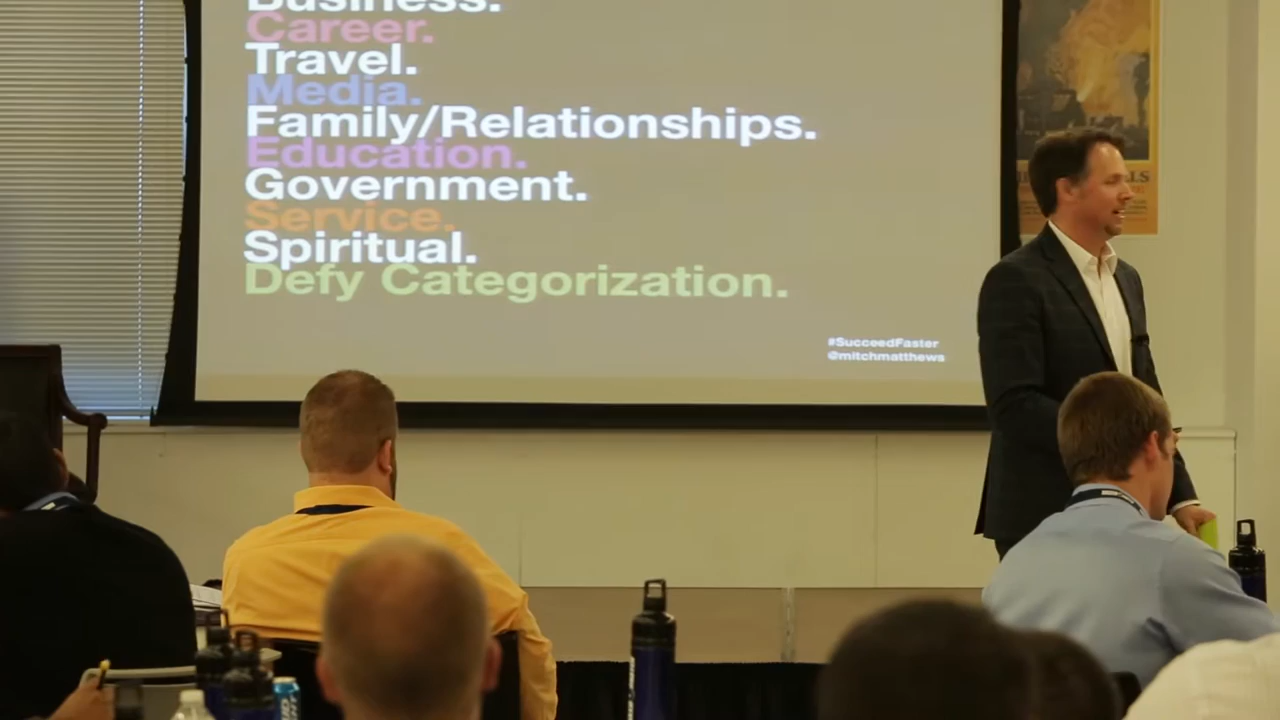 Business.
Career.
Travel.
Media.
Family/Relationships.
Education.
Government.
Service.
Spiritual.
Defy Categorization.
#SucceedFaster
@mitchmatthews